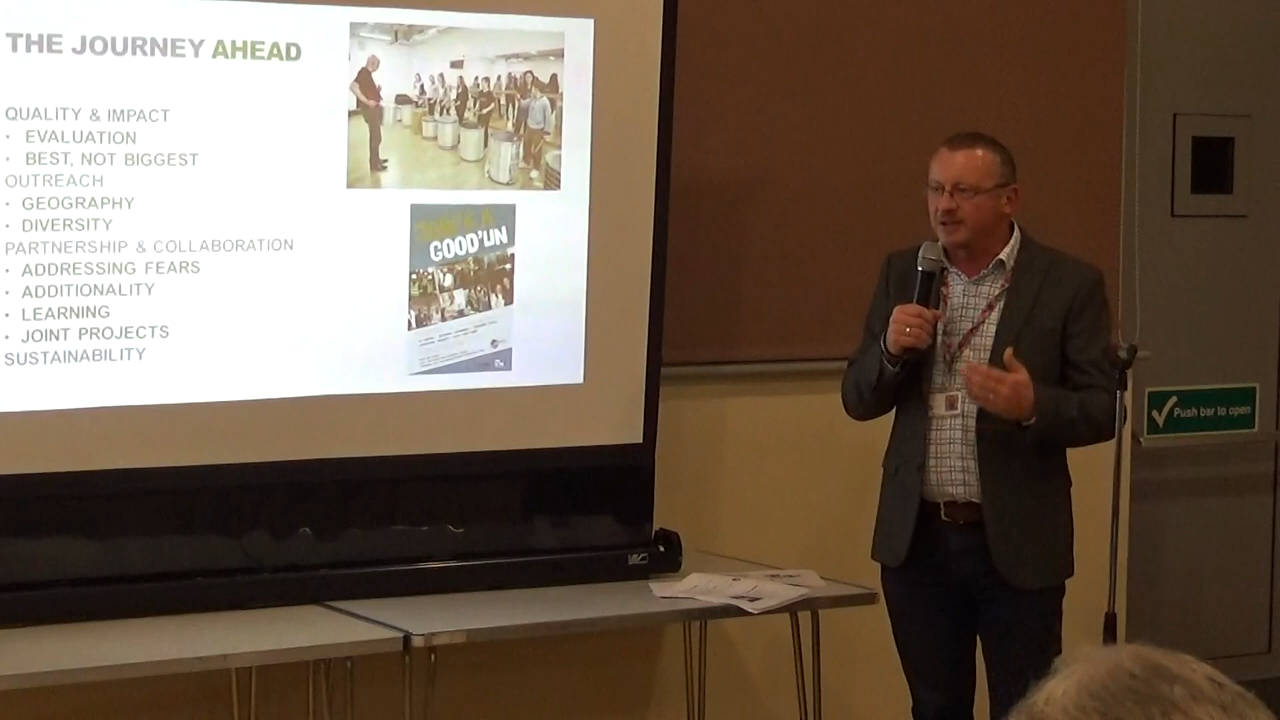 THE JOURNEY AHEAD
QUALITY & IMPACT
• EVALUATION
• BEST, NOT BIGGEST
OUTREACH
• GEOGRAPHY
• DIVERSITY
PARTNERSHIP & COLLABORATION
• ADDRESSING FEARS
• ADDITIONALITY
• LEARNING
• JOINT PROJECTS
SUSTAINABILITY
GOOD'UN
Push bar to open